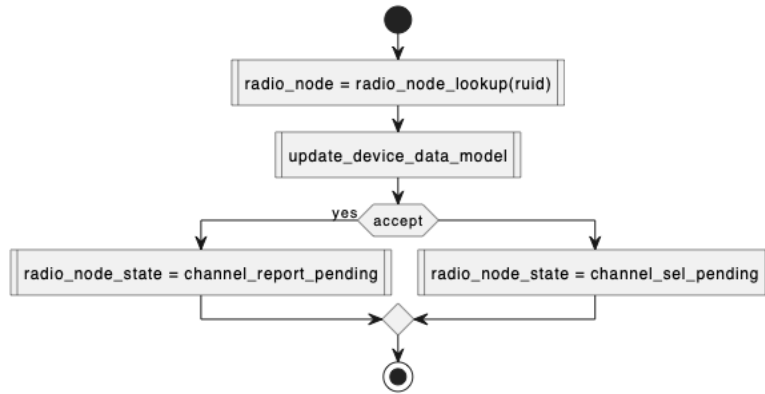 radio_node = radio_node_lookup(ruid)
update_device_data_model
yes
accept
radio_node_state = channel_report_pending
radio_node_state = channel_sel_pending